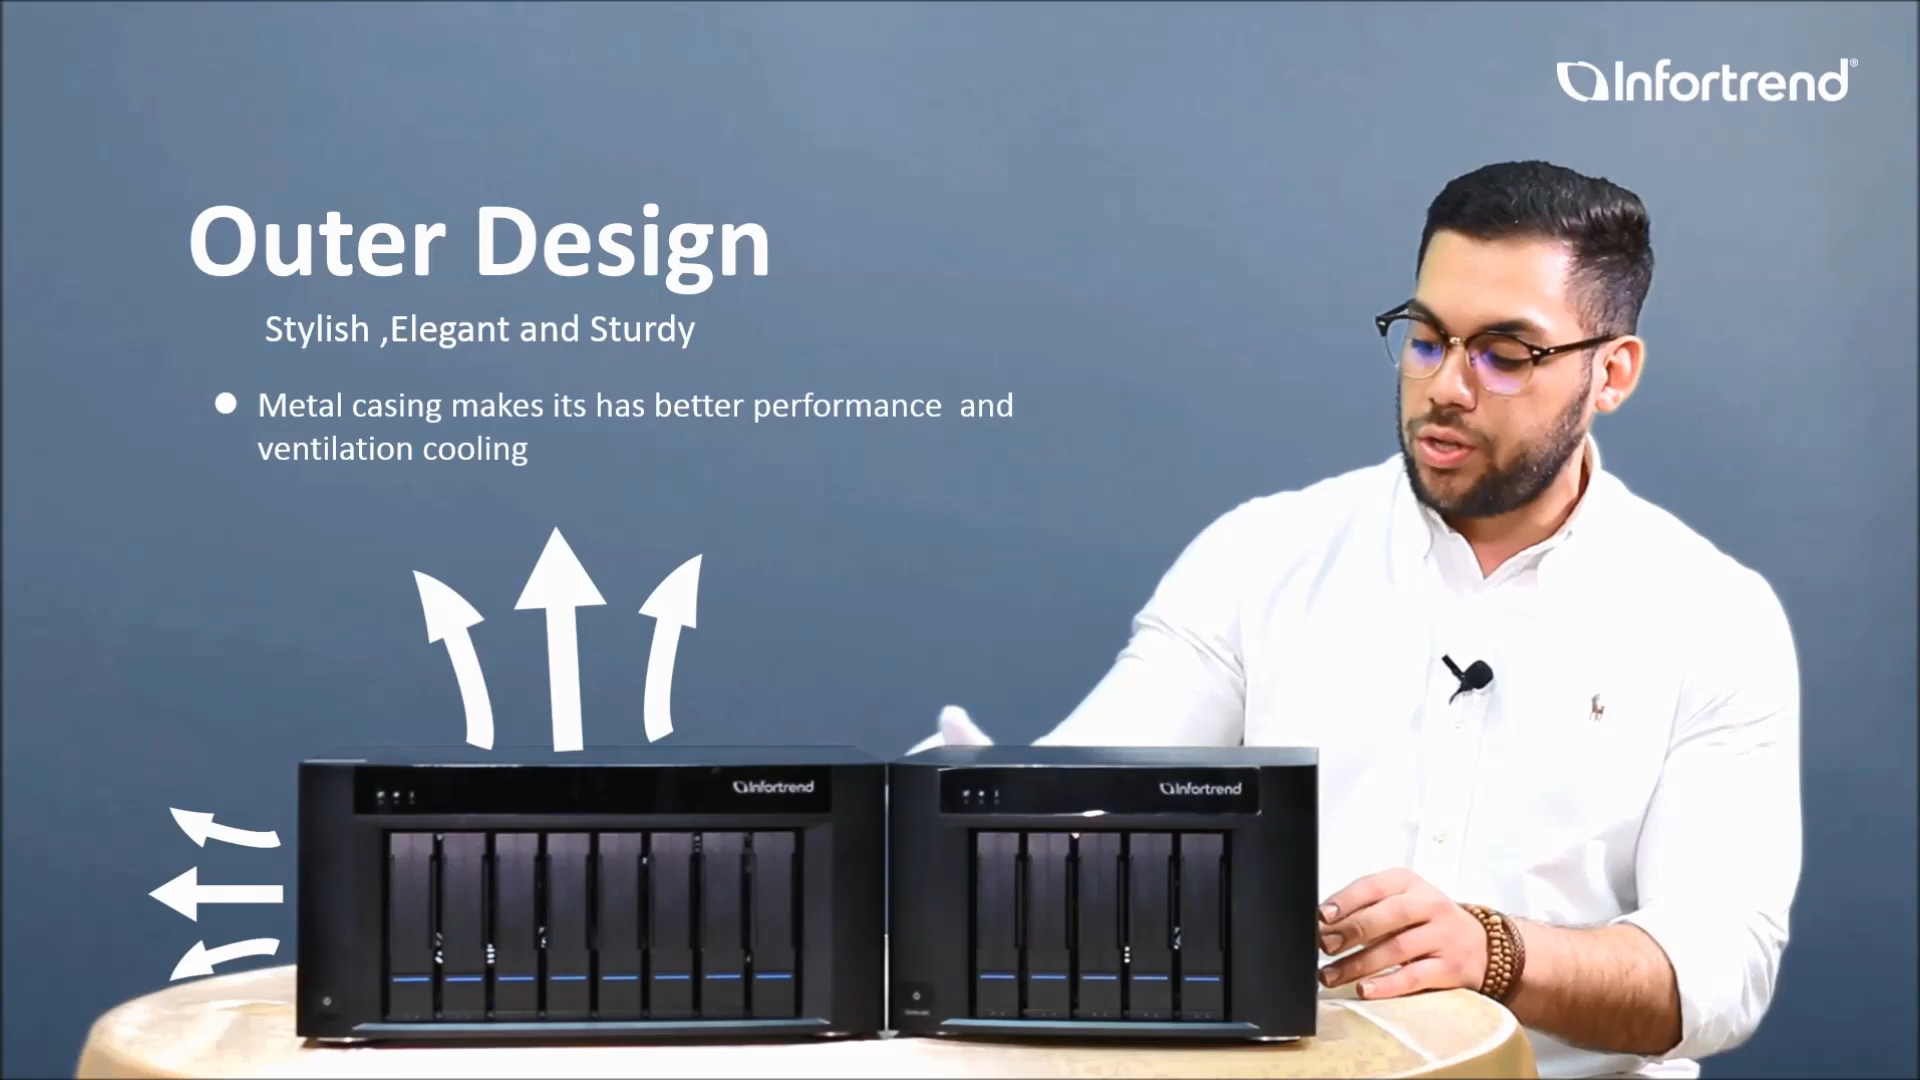 Infortrend®
Outer Design
Stylish ,Elegant and Sturdy
● Metal casing makes its has better performance and
ventilation cooling
Infortrend
Infortrend